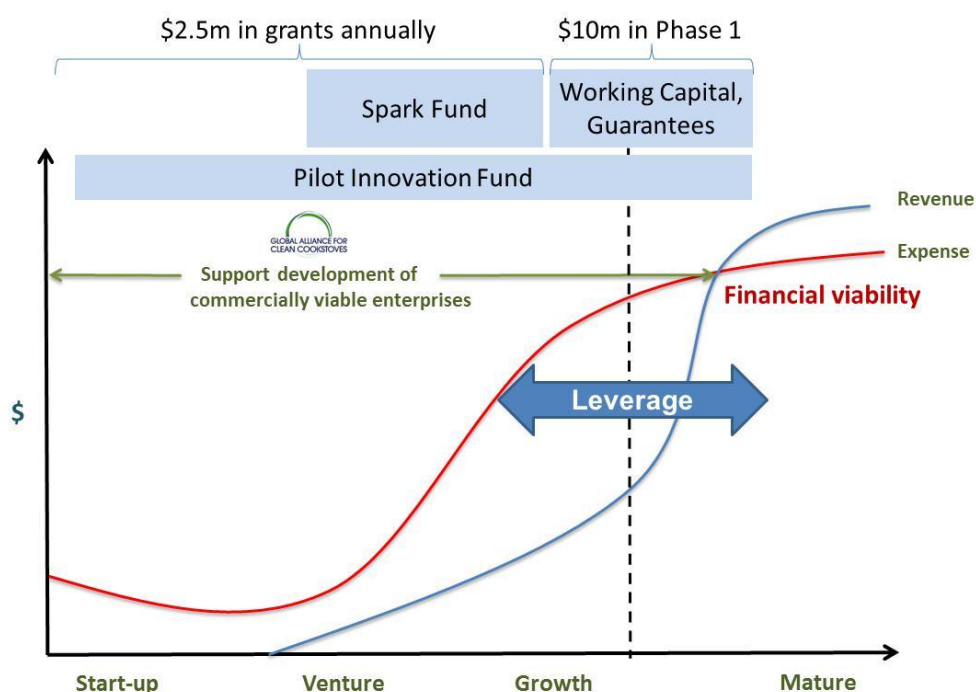 $2.5m in grants annually
$10m in Phase 1
Spark Fund
Working Capital,
Guarantees
Pilot Innovation Fund
GLOBAL ALLIANCE FOR
CLEAN COOKSTOVES
Revenue
Expense
Support development of
commercially viable enterprises
Financial viability
Leverage
$
Start-up
Venture
Growth
Mature